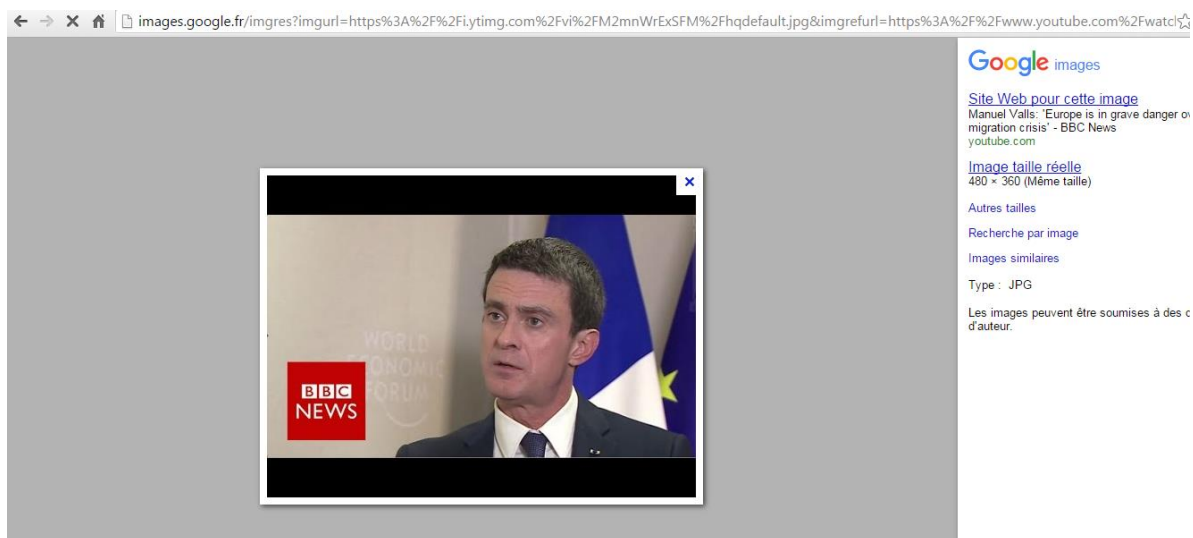 images.google.fr/imgres?imgurl=https%3A%2F%2Fi.ytimg.com%2Fvi%2FM2mnWrExSFM%2Fhqdefault.jpg&imgrefurl=https%3A%2F%2Fwww.youtube.com%2Fwatch
Google images
Site Web pour cette image
Manuel Valls: 'Europe is in grave danger
migration crisis' - BBC News
youtube.com
Image taille réelle
480 × 360 (Même taille)
Autres tailles
Recherche par image
Images similaires
Type : JPG
Les images peuvent être soumises à des
d'auteur.
WORLD
ECONOMIC
FORUM
BBC
NEWS